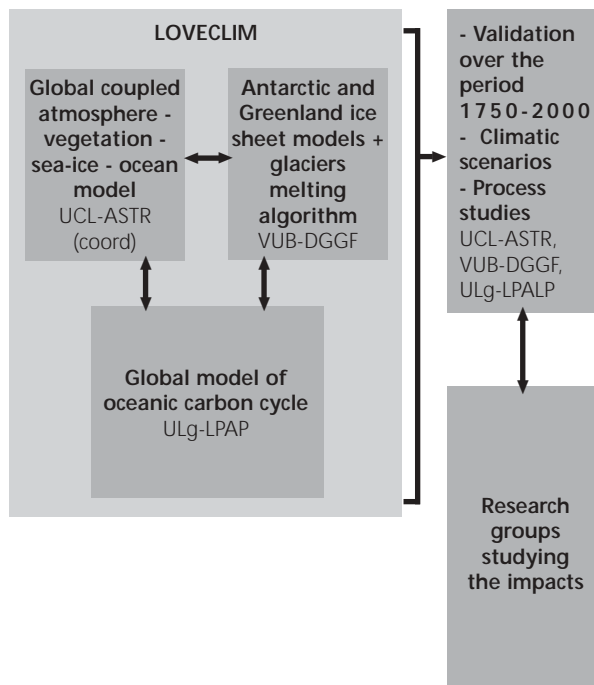 LOVECLIM
Global coupled
atmosphere -
vegetation -
sea-ice - ocean
model
UCL-ASTR
(coord)
Antarctic and
Greenland ice
sheet models +
glaciers
melting
algorithm
VUB-DGGF
Global model of
oceanic carbon cycle
ULg-LPAP
- Validation
over the
period
1750-2000
- Climatic
scenarios
- Process
studies
UCL-ASTR,
VUB-DGGF,
ULg-LPALP
Research
groups
studying
the impacts